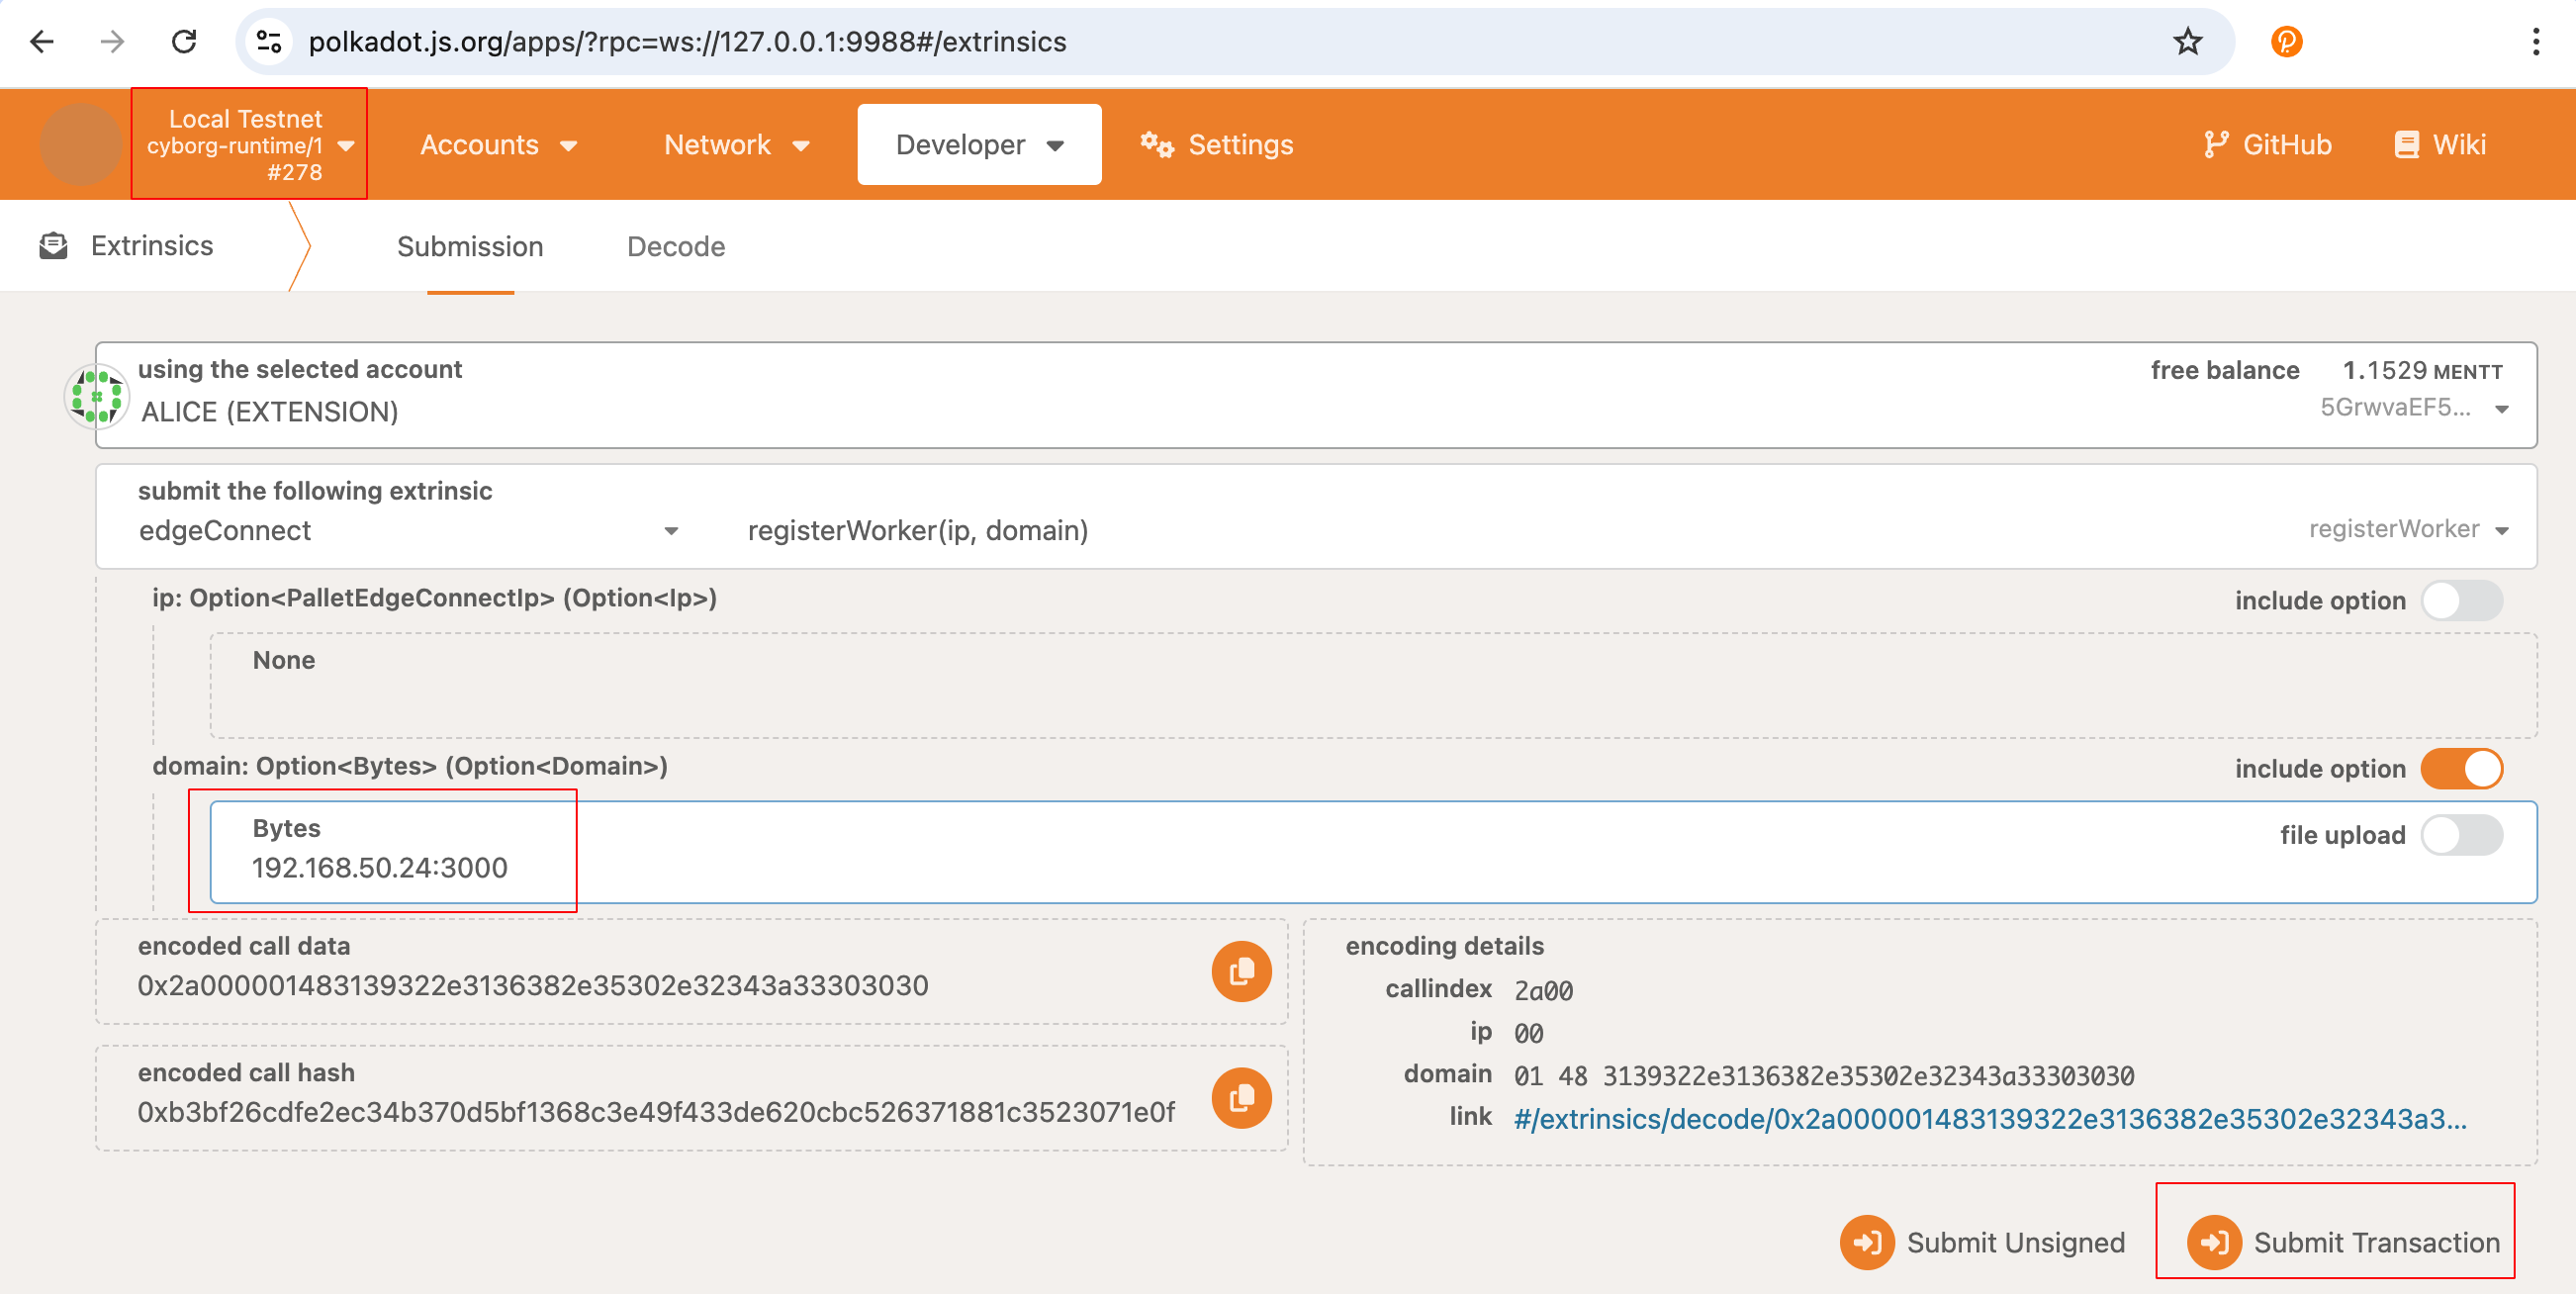 polkadot.js.org/apps/?rpc=ws://127.0.0.1:9988#/extrinsics
Local Testnet
cyborg-runtime/1
#278
Accounts
Network
Developer
Settings
GitHub
Wiki
Extrinsics
Submission
Decode
using the selected account
ALICE (EXTENSION)
free balance 1.1529 MENTT
5GrwvaEF5...
submit the following extrinsic
edgeConnect
registerWorker(ip, domain)
registerWorker
ip: Option<PalletEdgeConnectIp> (Option<Ip>)
include option
None
domain: Option<Bytes> (Option<Domain>)
include option
Bytes
192.168.50.24:3000
file upload
encoded call data
0x2a000001483139322e3136382e35302e32343a33303030
encoded call hash
0xb3bf26cdfe2ec34b370d5bf1368c3e49f433de620cbc526371881c3523071e0f
encoding details
callindex 2a00
ip 00
domain 01 48 3139322e3136382e35302e32343a33303030
link #/extrinsics/decode/0x2a000001483139322e3136382e35302e32343a3...
Submit Unsigned
Submit Transaction